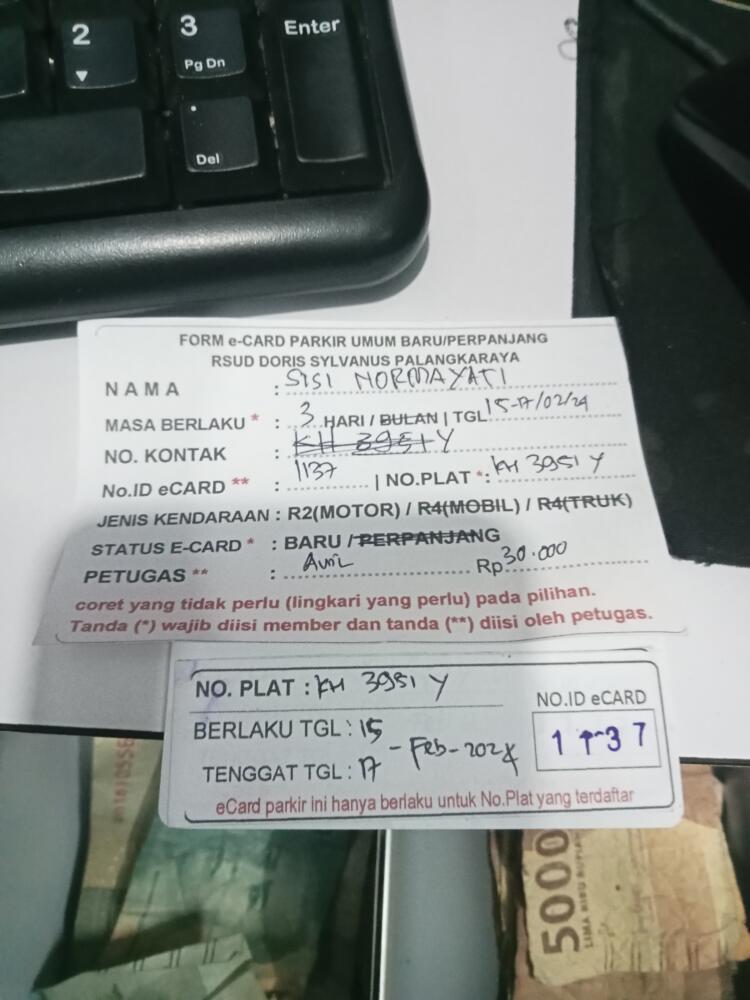 2
▼
3
Pg Dn
Enter
.
Del
FORM e-CARD PARKIR UMUM BARU/PERPANJANG
RSUD DORIS SYLVANUS PALANGKARAYA
NAMA : SISI NORMAYATI
MASA BERLAKU * : 3 HARI / BULAN | TGL 15-17/02/24
NO. KONTAK : KH 3951 Y
No.ID eCARD ** : 1137 | NO.PLAT *: KH 3951 Y
JENIS KENDARAAN : R2(MOTOR) / R4(MOBIL) / R4(TRUK)
STATUS E-CARD * : BARU / PERPANJANG
PETUGAS ** : Avril Rp 30.000
coret yang tidak perlu (lingkari yang perlu) pada pilihan.
Tanda (*) wajib diisi member dan tanda (**) diisi oleh petugas.
NO. PLAT : KH 3951 Y
NO.ID eCARD
BERLAKU TGL : 15
1137
- Feb - 2024
TENGGAT TGL : 17
eCard parkir ini hanya berlaku untuk No.Plat yang terdaftar
5000
LIMA RIBU RUPIAH